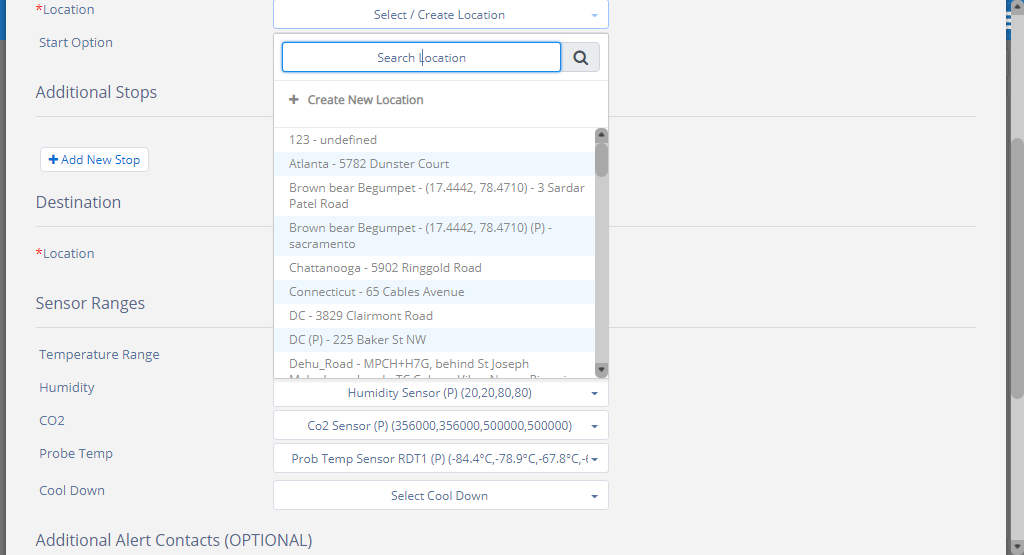 *Location
Select / Create Location
Start Option
Search Location
Additional Stops
+ Create New Location
123 - undefined
+ Add New Stop
Atlanta - 5782 Dunster Court
Brown bear Begumpet - (17.4442, 78.4710) - 3 Sardar
Patel Road
Destination
Brown bear Begumpet - (17.4442, 78.4710) (P) -
sacramento
*Location
Chattanooga - 5902 Ringgold Road
Connecticut - 65 Cables Avenue
Sensor Ranges
DC - 3829 Clairmont Road
DC (P) - 225 Baker St NW
Temperature Range
Dehu_Road - MPCH+H7G, behind St Joseph
Humidity
Humidity Sensor (P) (20,20,80,80)
CO2
Co2 Sensor (P) (356000,356000,500000,500000)
Probe Temp
Prob Temp Sensor RDT1 (P) (-84.4°C,-78.9°C,-67.8°C,-
Cool Down
Select Cool Down
Additional Alert Contacts (OPTIONAL)